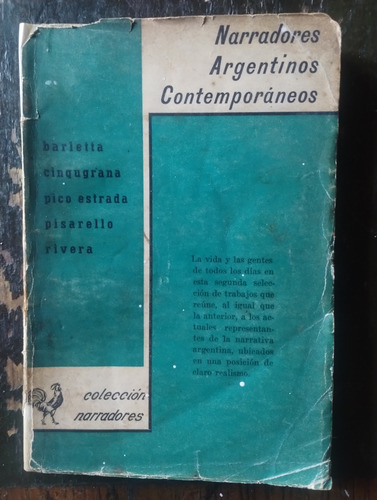 Narradores
Argentinos
Contemporáneos
barletta
cinqugrana
pico estrada
pisarello
rivera
La vida y las gentes
de todos los días en
esta segunda selec-
ción de trabajos que
reúne, al igual que
la anterior, a los ac-
tuales representan-
tes de la narrativa
argentina, ubicados
en una posición de
claro realismo.
colección
narradores